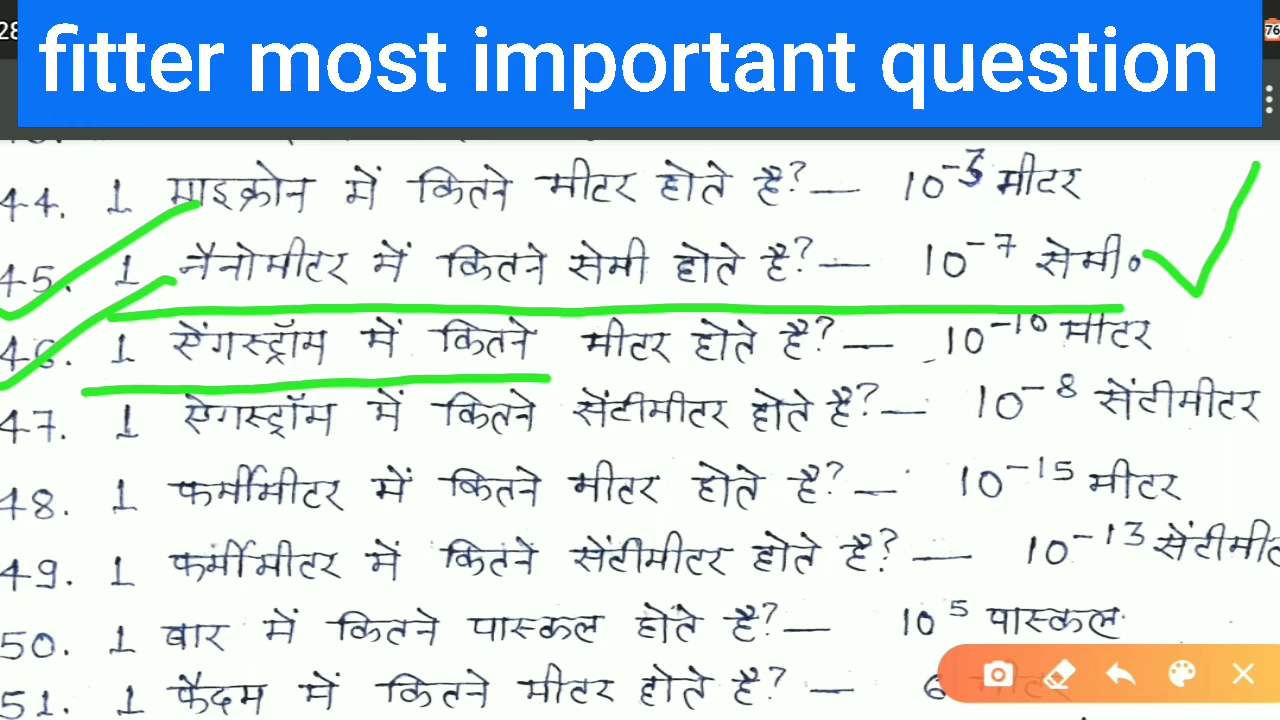 28
76
fitter most important question
44. 1 माइक्रोन में कितने मीटर होते है? — 10⁻³ मीटर
45. 1 नैनोमीटर में कितने सेमी होते है? — 10⁻⁷ सेमी॰
46. 1 ऐंगस्ट्रॉम में कितने मीटर होते है? — 10⁻¹⁰ मीटर
47. 1 ऐंगस्ट्रॉम में कितने सेंटीमीटर होते है? — 10⁻⁸ सेंटीमीटर
48. 1 फर्मीमीटर में कितने मीटर होते है? — 10⁻¹⁵ मीटर
49. 1 फर्मीमीटर में कितने सेंटीमीटर होते है? — 10⁻¹³ सेंटीमीट
50. 1 बार में कितने पास्कल होते है? — 10⁵ पास्कल
51. 1 फैदम में कितने मीटर होते है? — 6